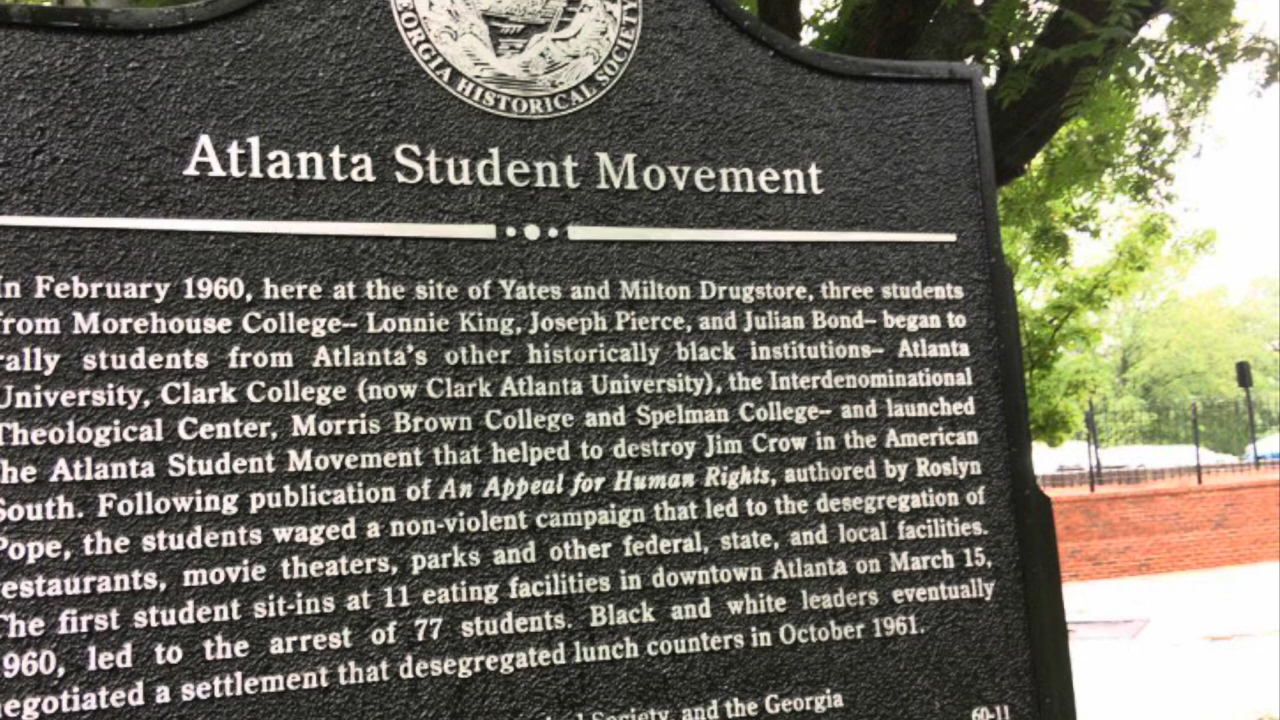 EORGIA HISTORICAL SOCIETY
Atlanta Student Movement
In February 1960, here at the site of Yates and Milton Drugstore, three students
from Morehouse College– Lonnie King, Joseph Pierce, and Julian Bond– began to
rally students from Atlanta's other historically black institutions– Atlanta
University, Clark College (now Clark Atlanta University), the Interdenominational
Theological Center, Morris Brown College and Spelman College– and launched
the Atlanta Student Movement that helped to destroy Jim Crow in the American
South. Following publication of An Appeal for Human Rights, authored by Roslyn
Pope, the students waged a non-violent campaign that led to the desegregation of
restaurants, movie theaters, parks and other federal, state, and local facilities.
The first student sit-ins at 11 eating facilities in downtown Atlanta on March 15,
1960, led to the arrest of 77 students. Black and white leaders eventually
negotiated a settlement that desegregated lunch counters in October 1961.
Society, and the Georgia
60-11